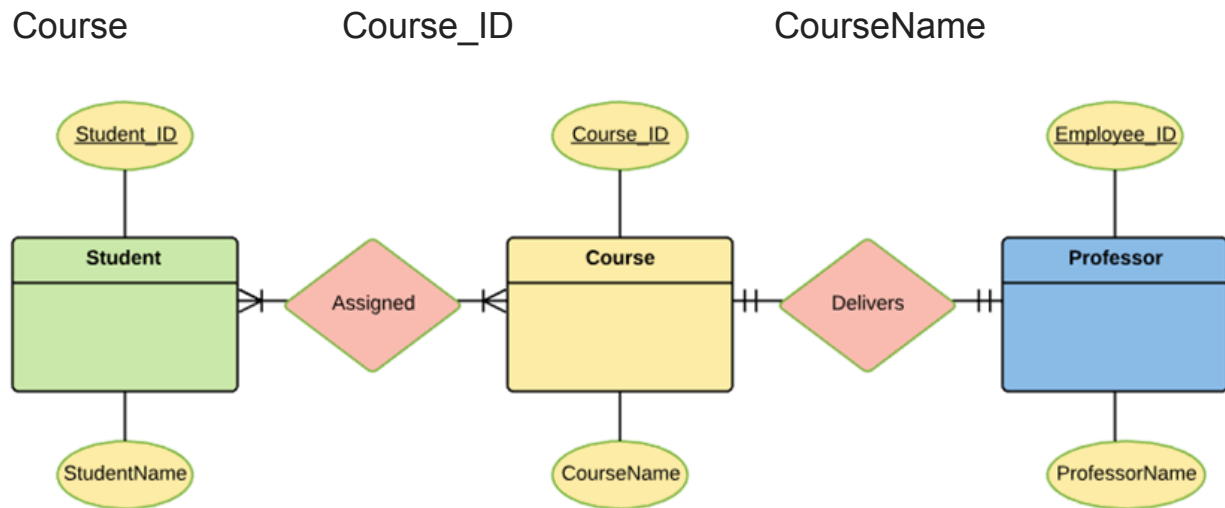 Course Course_ID CourseName
Student_ID Course_ID Employee_ID
Student Course Professor
Assigned Delivers
StudentName CourseName ProfessorName